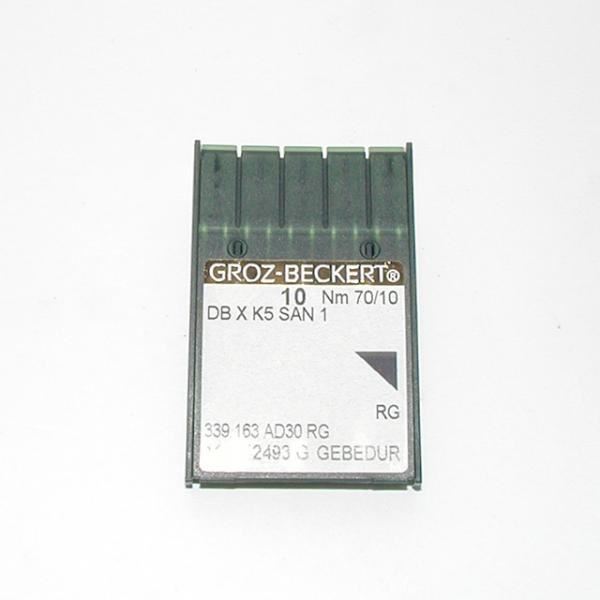 GROZ-BECKERT®
10 Nm 70/10
DB X K5 SAN 1
RG
339 163 AD30 RG
2493 G GEBEDUR